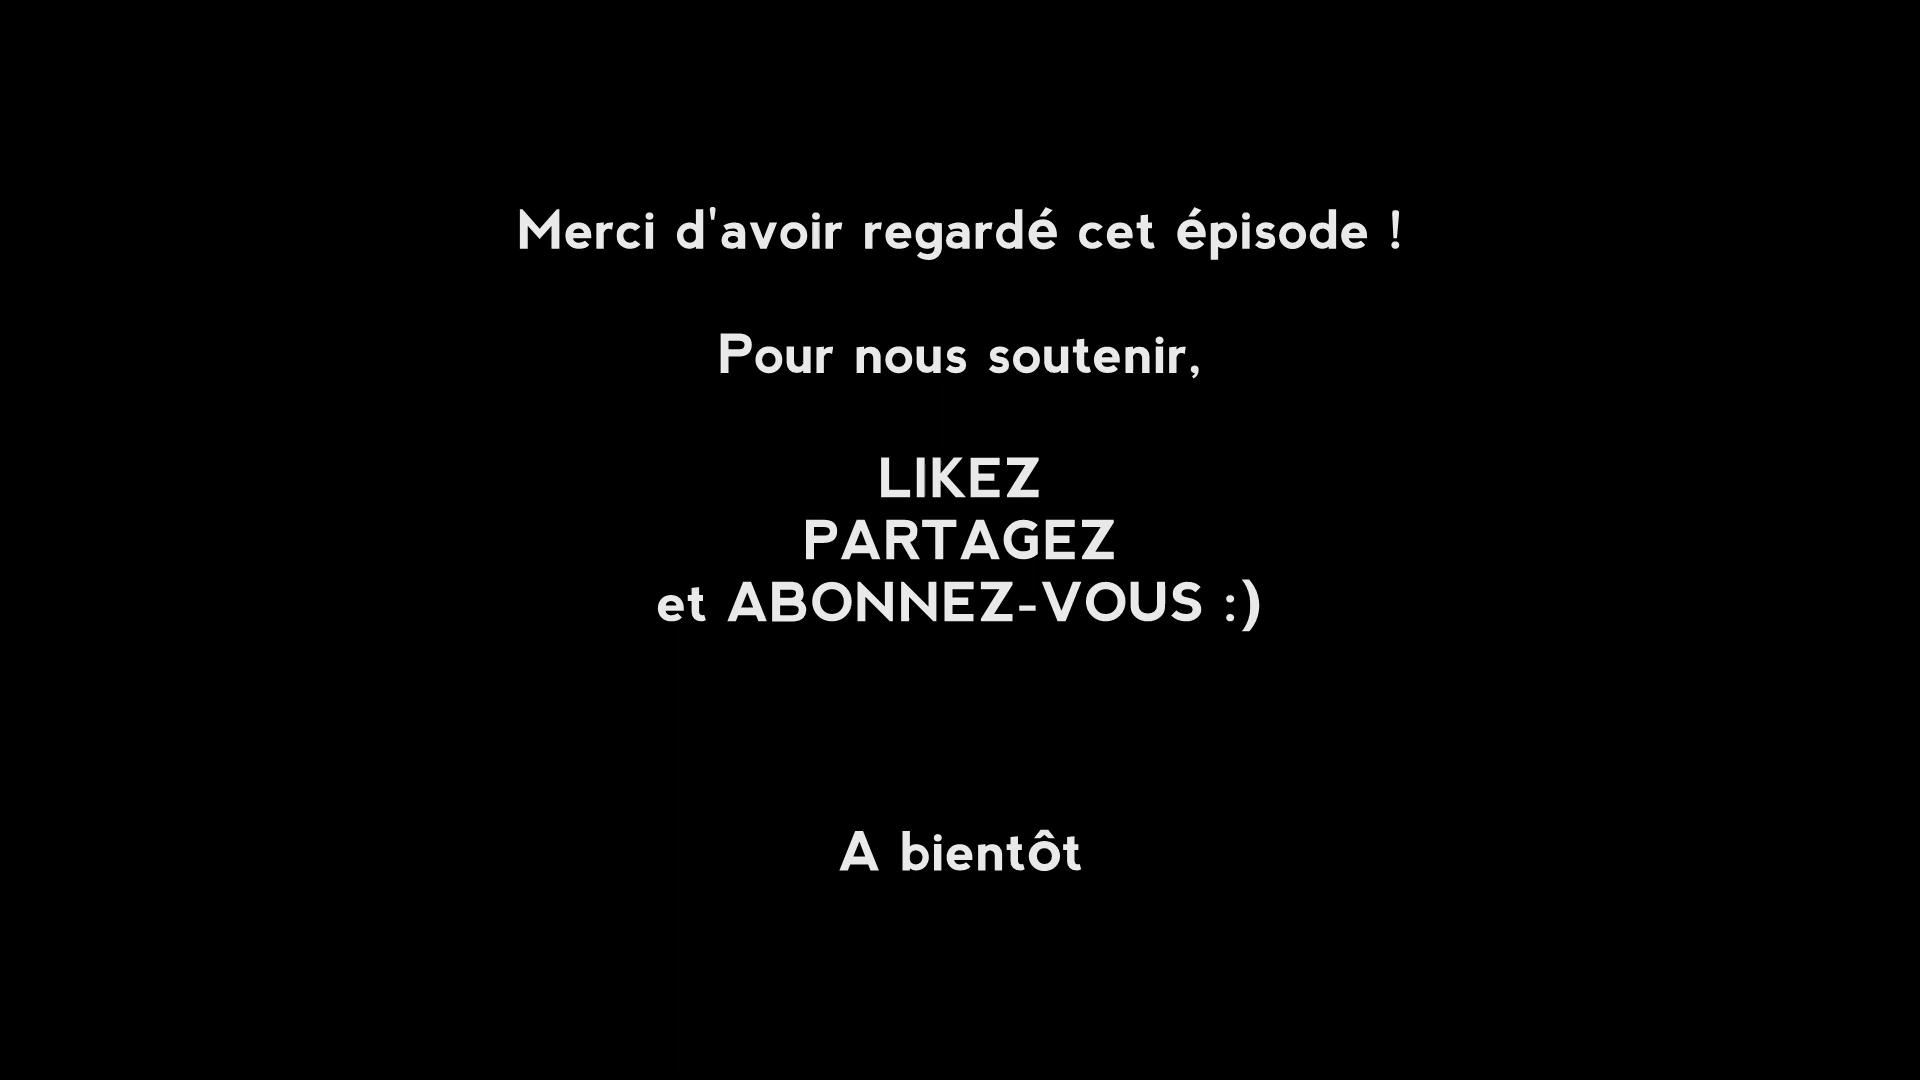 Merci d'avoir regardé cet épisode !
Pour nous soutenir,
LIKEZ
PARTAGEZ
et ABONNEZ-VOUS :)
A bientôt